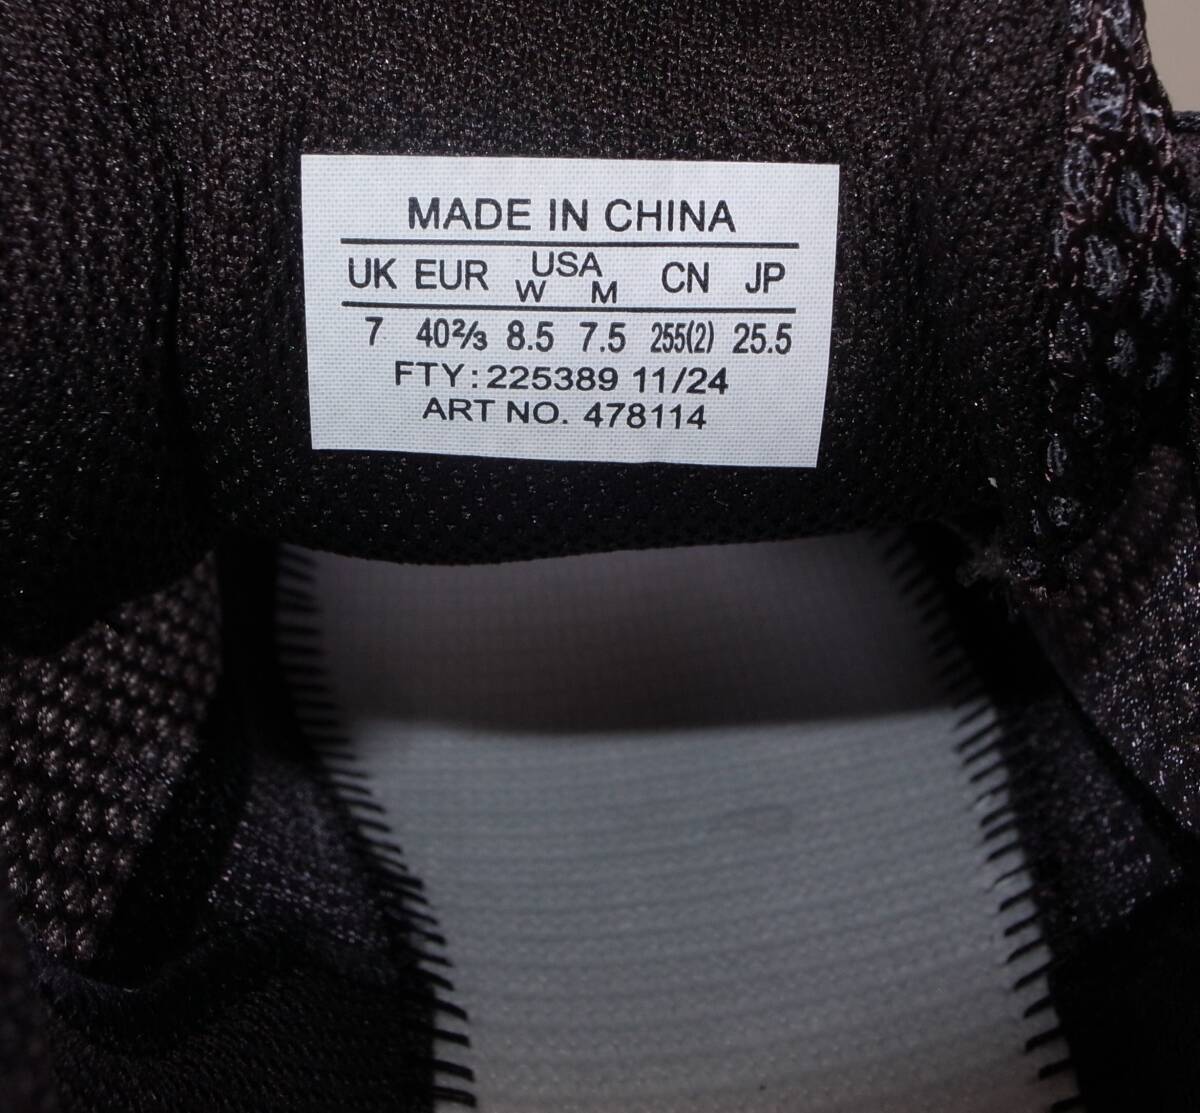 MADE IN CHINA
UK EUR USA W M CN JP
7 40⅔ 8.5 7.5 255(2) 25.5
FTY: 225389 11/24
ART NO. 478114